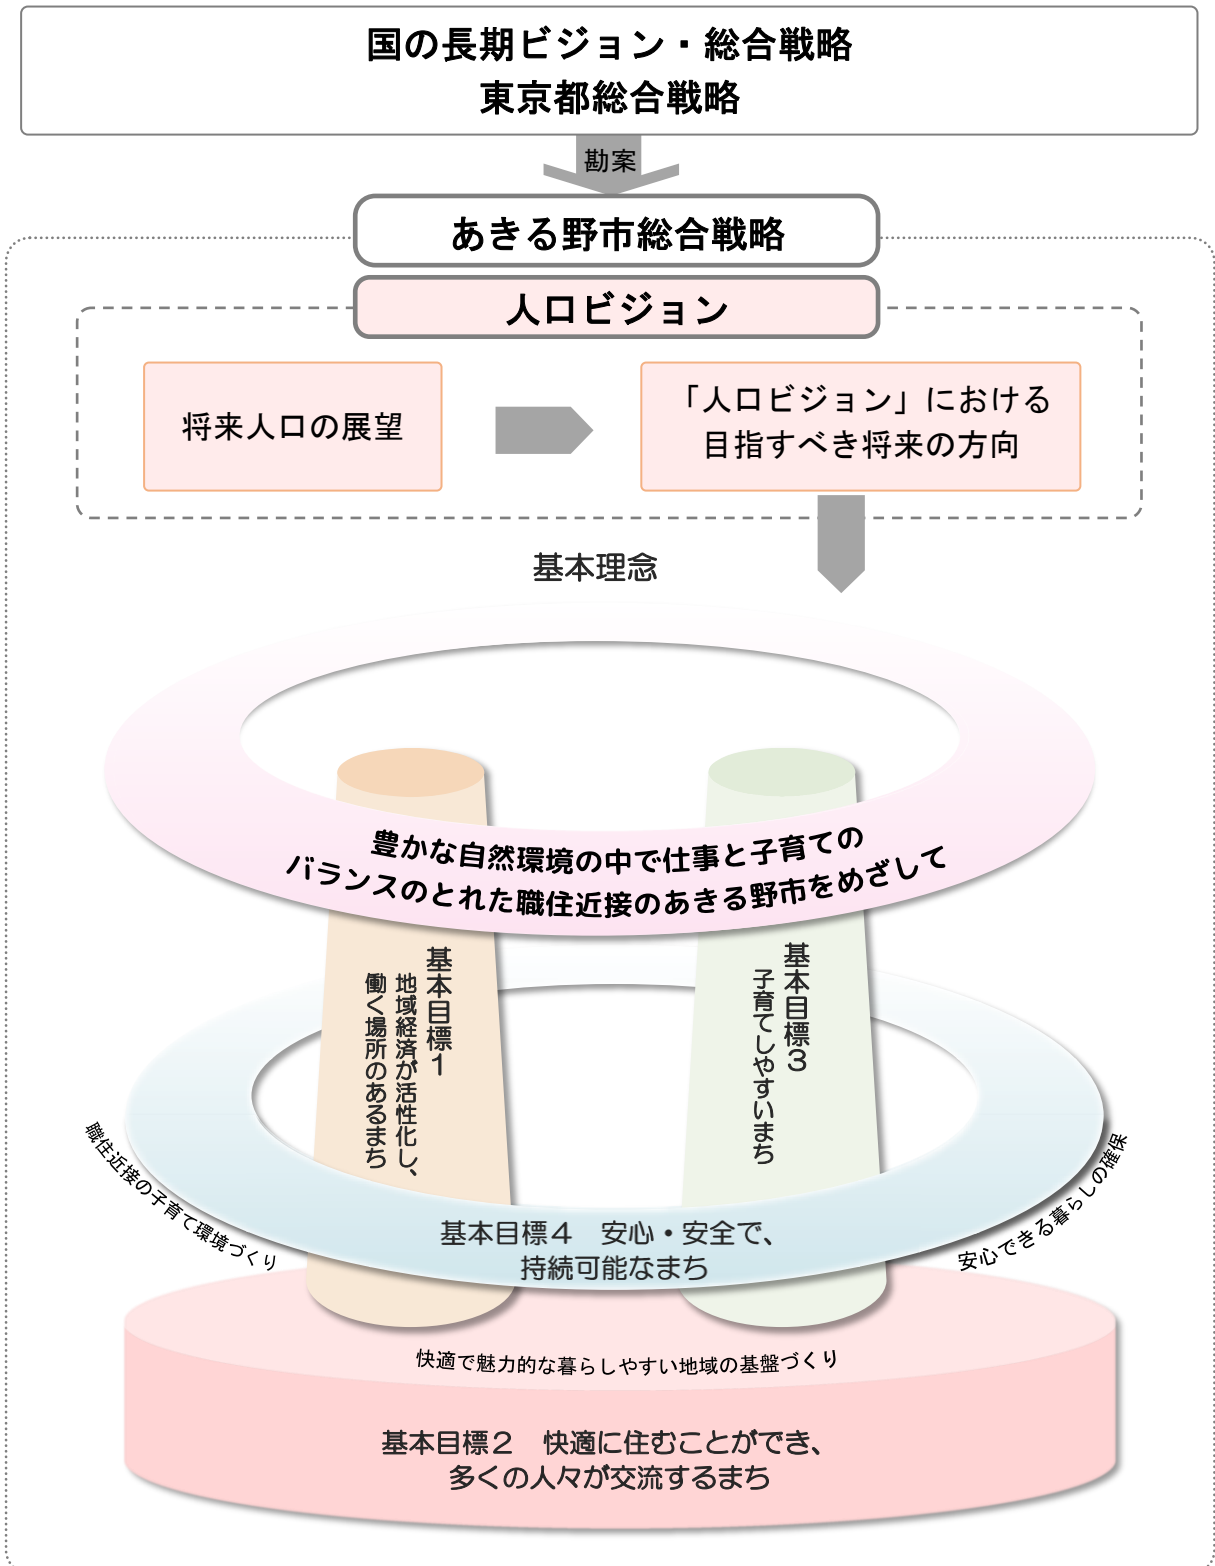 国の長期ビジョン・総合戦略
東京都総合戦略
勘案
あきる野市総合戦略
人口ビジョン
将来人口の展望
「人口ビジョン」における
目指すべき将来の方向
基本理念
豊かな自然環境の中で仕事と子育ての
バランスのとれた職住近接のあきる野市をめざして
基本目標１
地域経済が活性化し、
働く場所のあるまち
基本目標３
子育てしやすいまち
職住近接の子育て環境づくり
安心できる暮らしの確保
基本目標４　安心・安全で、
持続可能なまち
快適で魅力的な暮らしやすい地域の基盤づくり
基本目標２　快適に住むことができ、
多くの人々が交流するまち